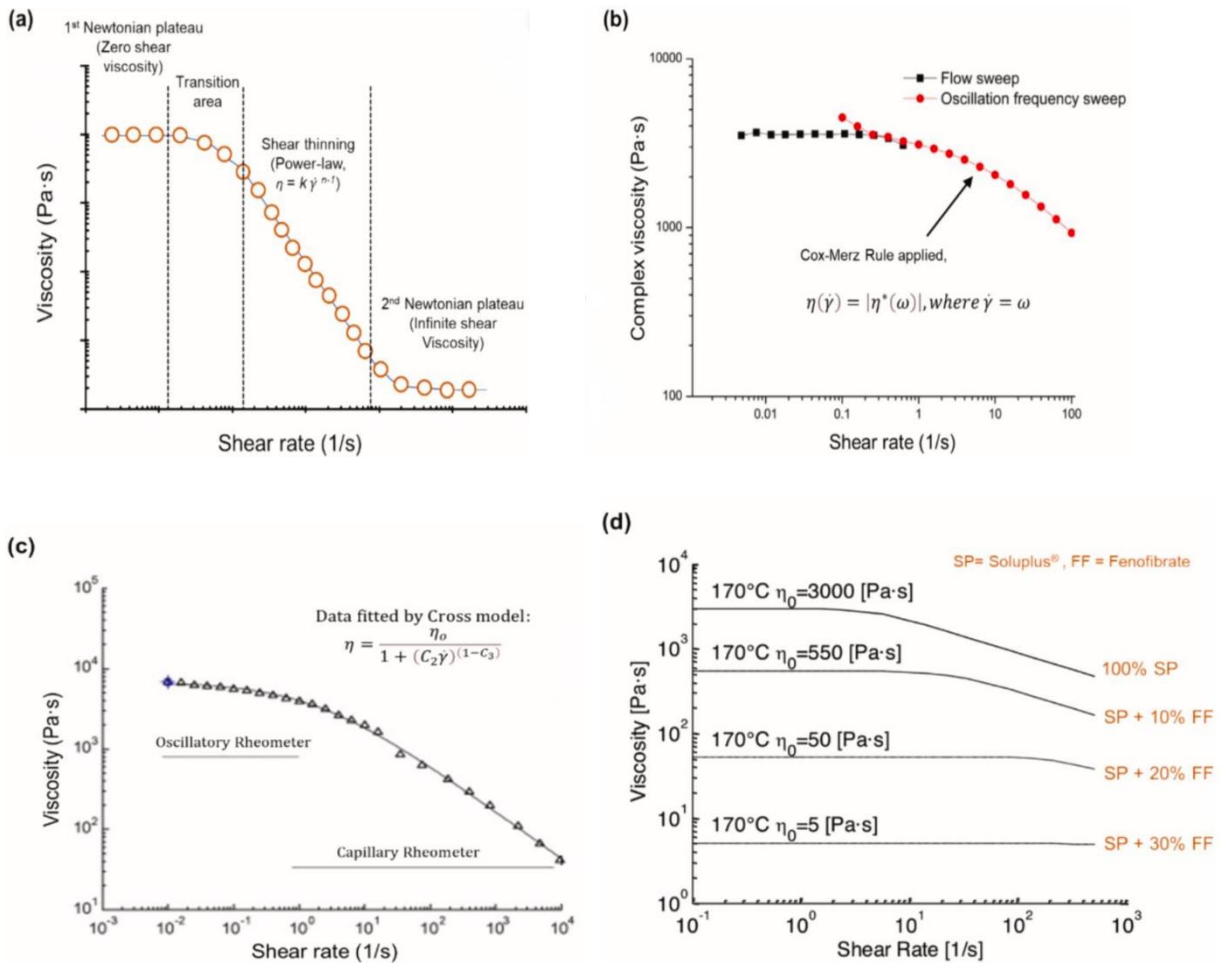 (a)
1st Newtonian plateau
(Zero shear
viscosity)
Transition
area
Shear thinning
(Power-law,
η = k γ̇ ⁿ⁻¹)
2nd Newtonian plateau
(Infinite shear
Viscosity)
Viscosity (Pa·s)
Shear rate (1/s)
(b)
10000
1000
100
Flow sweep
Oscillation frequency sweep
Cox-Merz Rule applied,
η(γ̇) = |η*(ω)|, where γ̇ = ω
Complex viscosity (Pa·s)
0.01 0.1 1 10 100
Shear rate (1/s)
(c)
10⁵
10⁴
10³
10²
10¹
Data fitted by Cross model:
η = ηₒ / 1 + (C₂γ̇)⁽¹⁻ᶜ³⁾
Oscillatory Rheometer
Capillary Rheometer
Viscosity (Pa·s)
10⁻³ 10⁻² 10⁻¹ 10⁰ 10¹ 10² 10³ 10⁴
Shear rate (1/s)
(d)
SP= Soluplus® , FF = Fenofibrate
10⁴
10³
10²
10¹
10⁰
170°C η₀=3000 [Pa·s]
100% SP
170°C η₀=550 [Pa·s]
SP + 10% FF
170°C η₀=50 [Pa·s]
SP + 20% FF
170°C η₀=5 [Pa·s]
SP + 30% FF
Viscosity [Pa·s]
10⁻¹ 10⁰ 10¹ 10² 10³
Shear Rate [1/s]